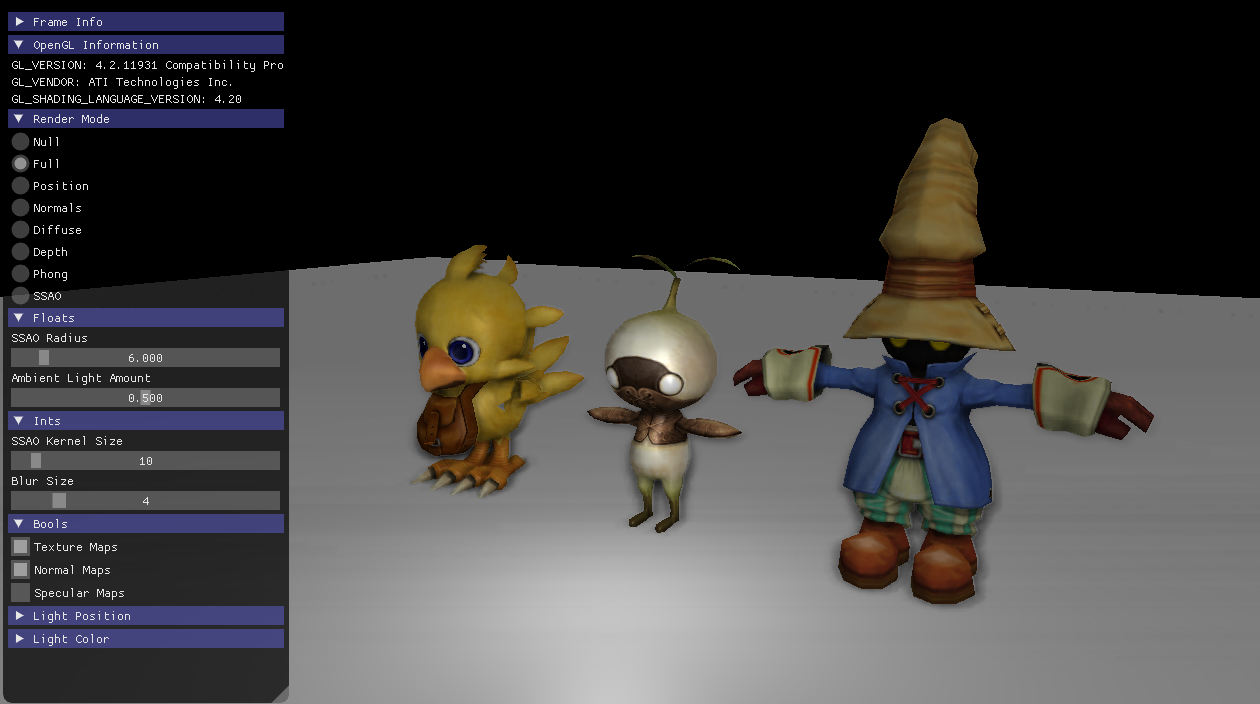 Frame Info
OpenGL Information
GL_VERSION: 4.2.11931 Compatibility Pro
GL_VENDOR: ATI Technologies Inc.
GL_SHADING_LANGUAGE_VERSION: 4.20
Render Mode
Null
Full
Position
Normals
Diffuse
Depth
Phong
SSAO
Floats
SSAO Radius
6.000
Ambient Light Amount
0.500
Ints
SSAO Kernel Size
10
Blur Size
4
Bools
Texture Maps
Normal Maps
Specular Maps
Light Position
Light Color